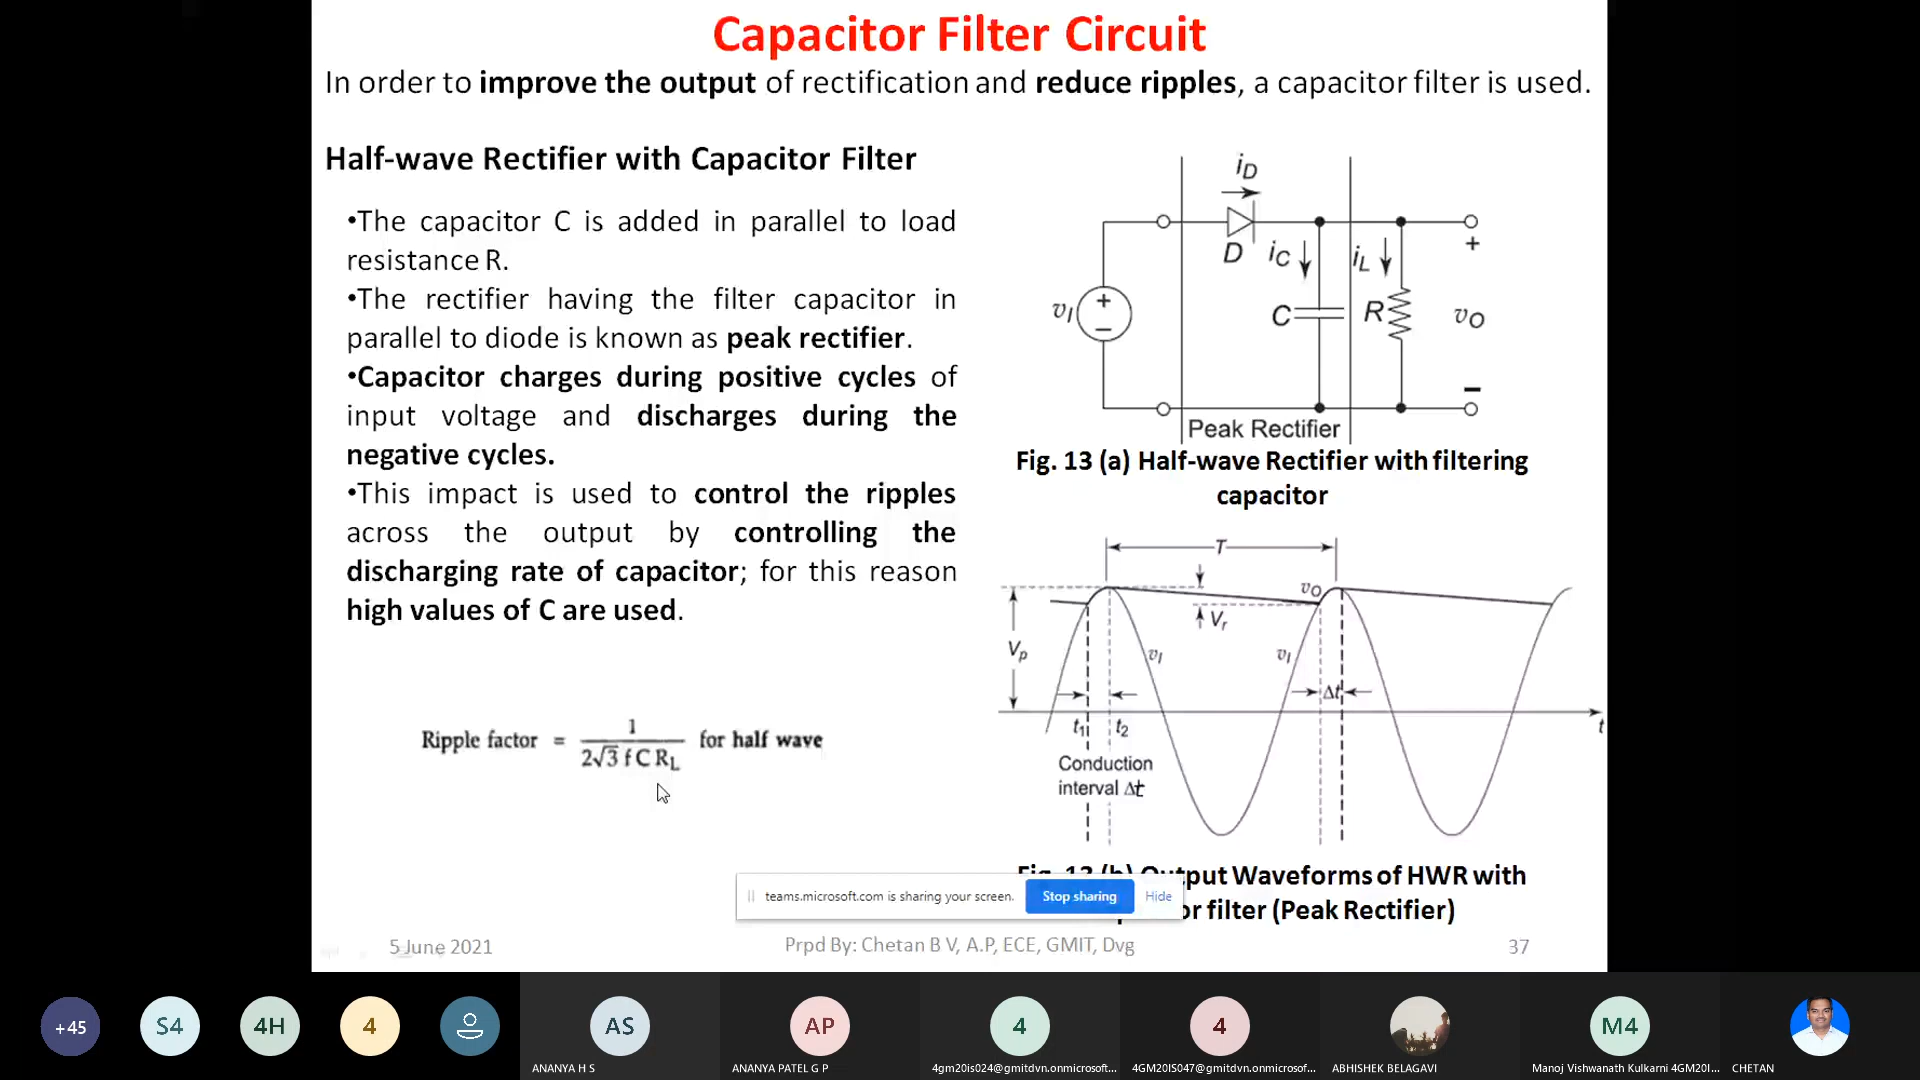 Capacitor Filter Circuit
In order to improve the output of rectification and reduce ripples, a capacitor filter is used.
Half-wave Rectifier with Capacitor Filter
•The capacitor C is added in parallel to load
resistance R.
•The rectifier having the filter capacitor in
parallel to diode is known as peak rectifier.
•Capacitor charges during positive cycles of
input voltage and discharges during the
negative cycles.
•This impact is used to control the ripples
across the output by controlling the
discharging rate of capacitor; for this reason
high values of C are used.
Ripple factor = 1 / 2√3 f C RL for half wave
iD
D iC iL
+
vI + −
C R vO
−
Peak Rectifier
Fig. 13 (a) Half-wave Rectifier with filtering
capacitor
T
vO
Vr
Vp vI vI
Δt
t1 t2 t
Conduction
interval Δt
Fig. 13 (b) Output Waveforms of HWR with
or filter (Peak Rectifier)
teams.microsoft.com is sharing your screen. Stop sharing Hide
5 June 2021 Prpd By: Chetan B V, A.P, ECE, GMIT, Dvg 37
+45 S4 4H 4 AS AP 4 4 M4
ANANYA H S ANANYA PATEL G P 4gm20is024@gmitdvn.onmicrosoft... 4GM20IS047@gmitdvn.onmicrosof... ABHISHEK BELAGAVI Manoj Vishwanath Kulkarni 4GM20I... CHETAN